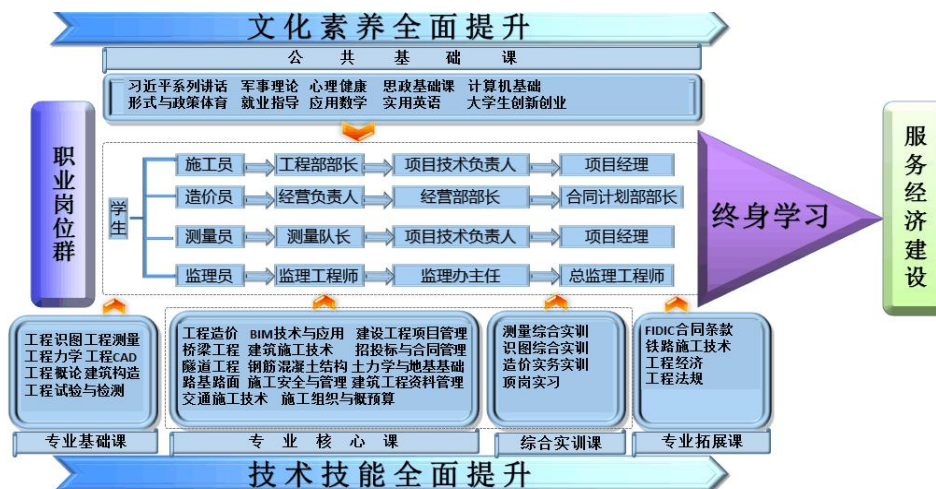 文化素养全面提升
公共基础课
习近平系列讲话 军事理论 心理健康 思政基础课 计算机基础
形式与政策体育 就业指导 应用数学 实用英语 大学生创新创业
职业岗位群
学生
施工员 工程部部长 项目技术负责人 项目经理
造价员 经营负责人 经营部部长 合同计划部部长
测量员 测量队长 项目技术负责人 项目经理
监理员 监理工程师 监理办主任 总监理工程师
终身学习
服务经济建设
工程识图 工程测量
工程力学 工程CAD
工程概论 建筑构造
工程试验与检测
专业基础课
工程造价 BIM技术与应用 建设工程项目管理
桥梁工程 建筑施工技术 招投标与合同管理
隧道工程 钢筋混凝土结构 土力学与地基基础
路基路面 施工安全与管理 建筑工程资料管理
交通施工技术 施工组织与概预算
专业核心课
测量综合实训
识图综合实训
造价实务实训
顶岗实习
综合实训课
FIDIC合同条款
铁路施工技术
工程经济
工程法规
专业拓展课
技术技能全面提升